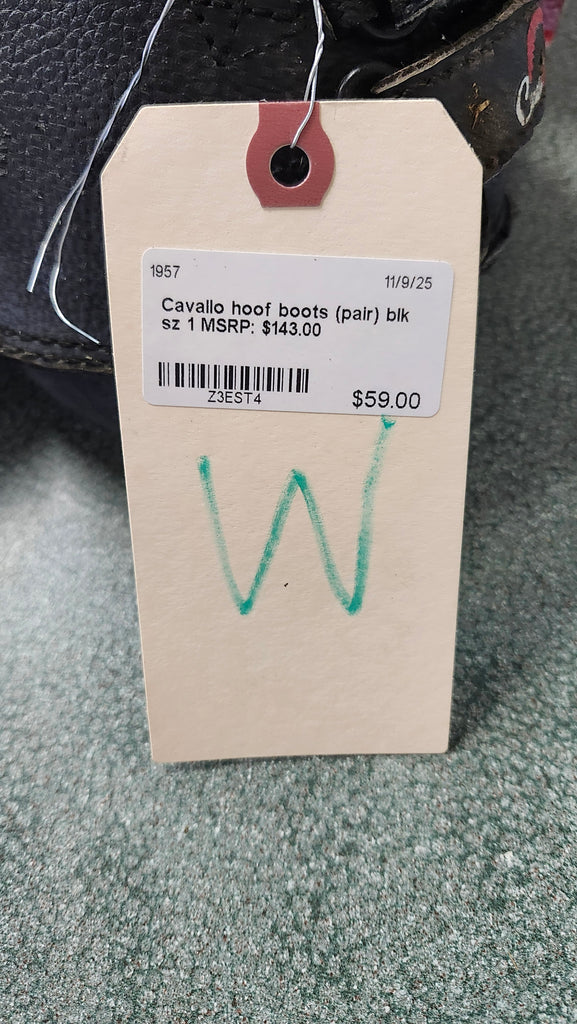 1957 11/9/25
Cavallo hoof boots (pair) blk
sz 1 MSRP: $143.00
Z3EST4 $59.00
W